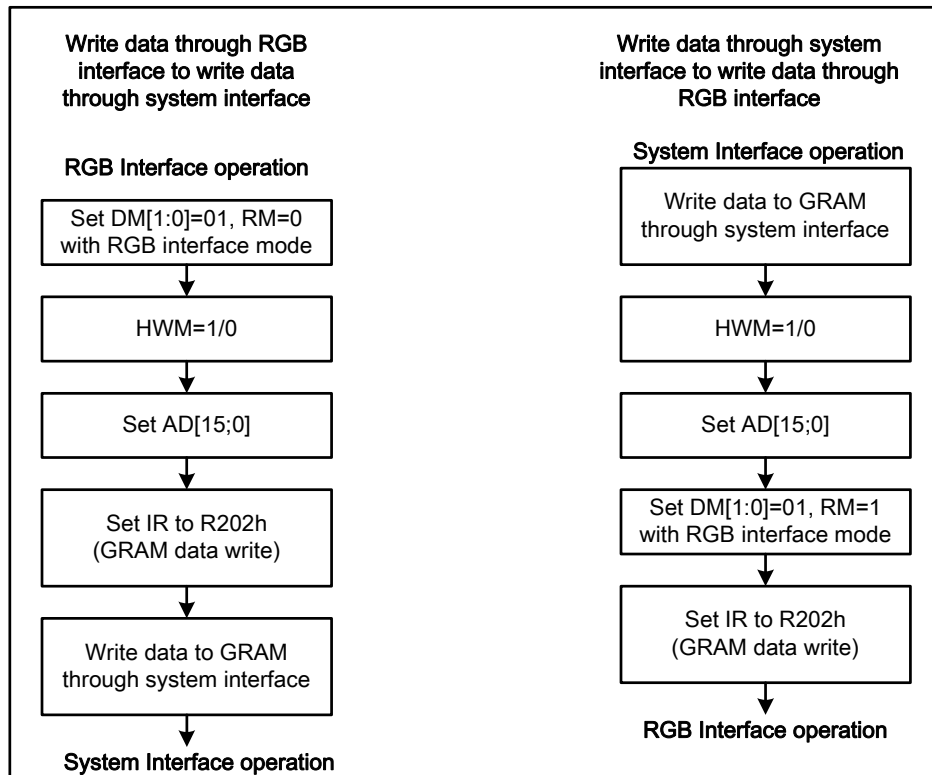 Write data through RGB
interface to write data
through system interface
RGB Interface operation
Set DM[1:0]=01, RM=0
with RGB interface mode
HWM=1/0
Set AD[15;0]
Set IR to R202h
(GRAM data write)
Write data to GRAM
through system interface
System Interface operation
Write data through system
interface to write data through
RGB interface
System Interface operation
Write data to GRAM
through system interface
HWM=1/0
Set AD[15;0]
Set DM[1:0]=01, RM=1
with RGB interface mode
Set IR to R202h
(GRAM data write)
RGB Interface operation